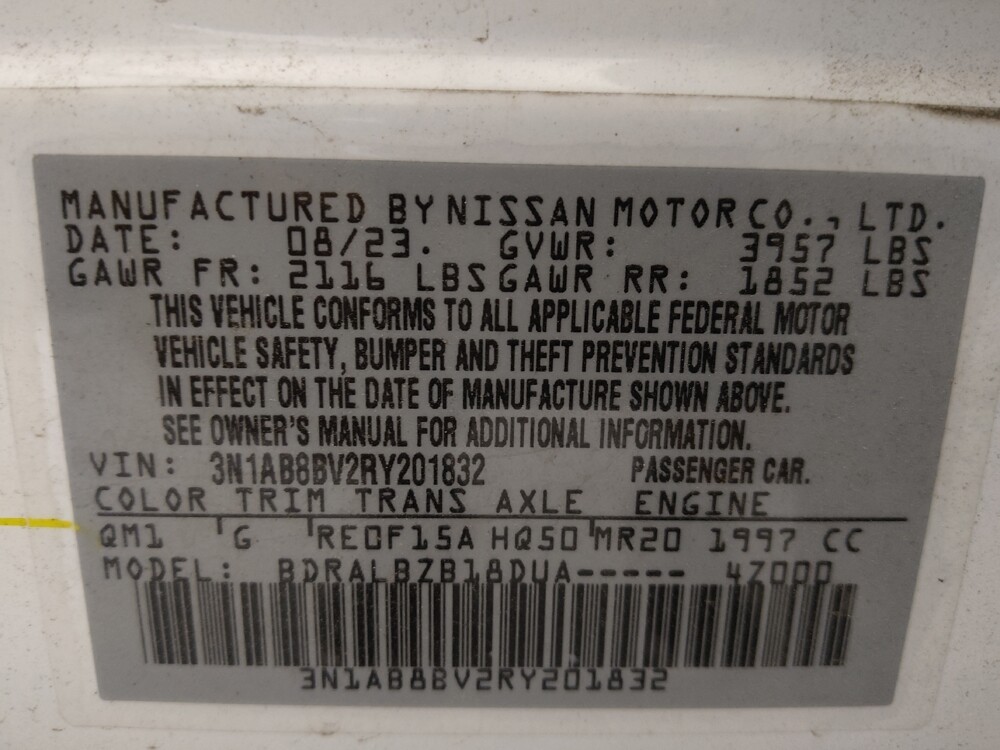 MANUFACTURED BY NISSAN MOTOR CO., LTD.
DATE: 08/23. GVWR: 3957 LBS
GAWR FR: 2116 LBS GAWR RR: 1852 LBS
THIS VEHICLE CONFORMS TO ALL APPLICABLE FEDERAL MOTOR
VEHICLE SAFETY, BUMPER AND THEFT PREVENTION STANDARDS
IN EFFECT ON THE DATE OF MANUFACTURE SHOWN ABOVE.
SEE OWNER'S MANUAL FOR ADDITIONAL INFORMATION.
VIN: 3N1AB8BV2RY201832 PASSENGER CAR.
COLOR TRIM TRANS AXLE ENGINE
QM1 G RE0F15A HQ50 MR20 1997 CC
MODEL: BDRALBZB18DUA----- 4Z000
3N1AB8BV2RY201832